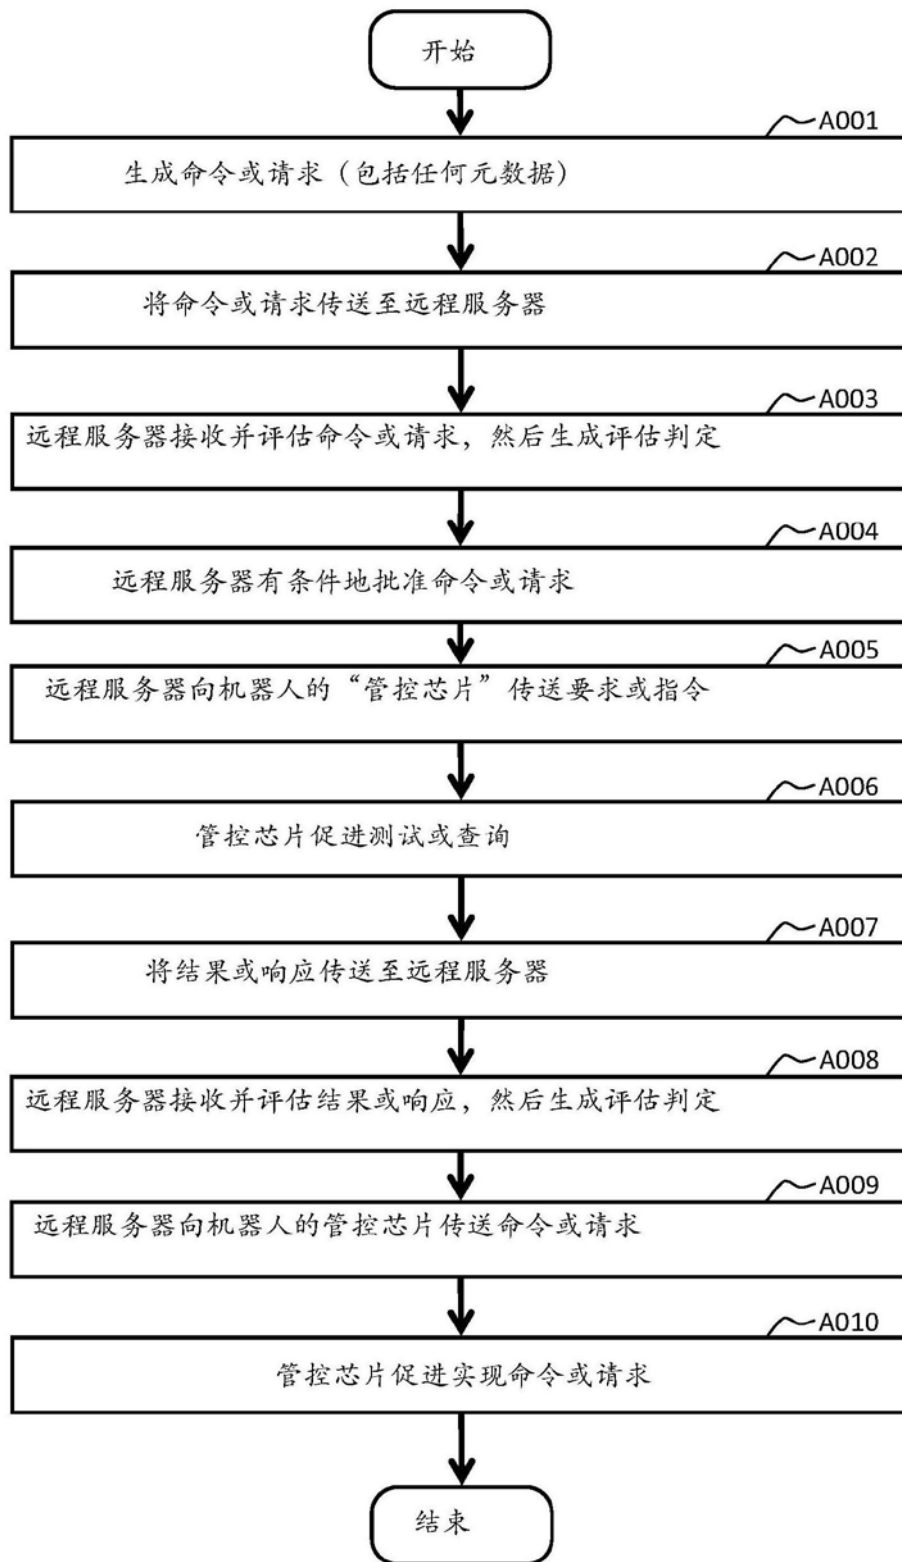 开始
A001
生成命令或请求（包括任何元数据）
A002
将命令或请求传送至远程服务器
A003
远程服务器接收并评估命令或请求，然后生成评估判定
A004
远程服务器有条件地批准命令或请求
A005
远程服务器向机器人的“管控芯片”传送要求或指令
A006
管控芯片促进测试或查询
A007
将结果或响应传送至远程服务器
A008
远程服务器接收并评估结果或响应，然后生成评估判定
A009
远程服务器向机器人的管控芯片传送命令或请求
A010
管控芯片促进实现命令或请求
结束